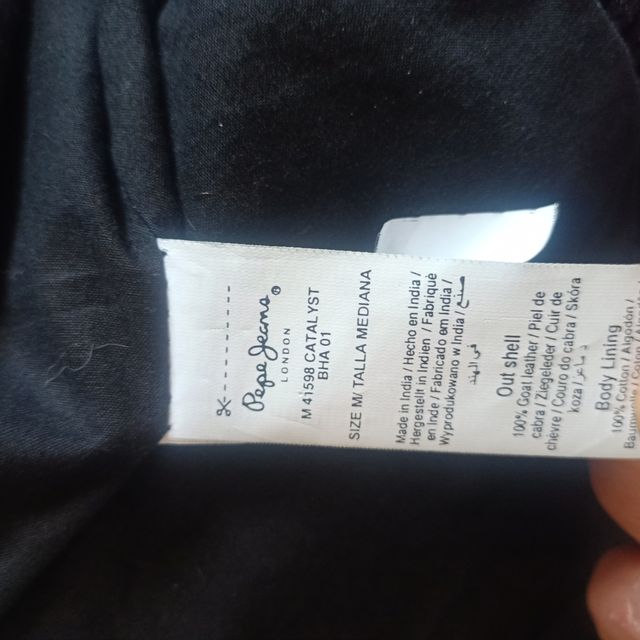 Pepe Jeans®
LONDON
M 41598 CATALYST
BHA 01
SIZE M/ TALLA MEDIANA
Made in India / Hecho en India /
Hergestellt in Indien / Fabriqué
en Inde / Fabricado em India /
Wyprodukowano w India / صنع
في الهند
Out shell
100% Goat leather / Piel de
cabra / Ziegeleder / Cuir de
chèvre / Couro do cabra / Skóra
koza /
Body Lining
100% Cotton / Algodón /